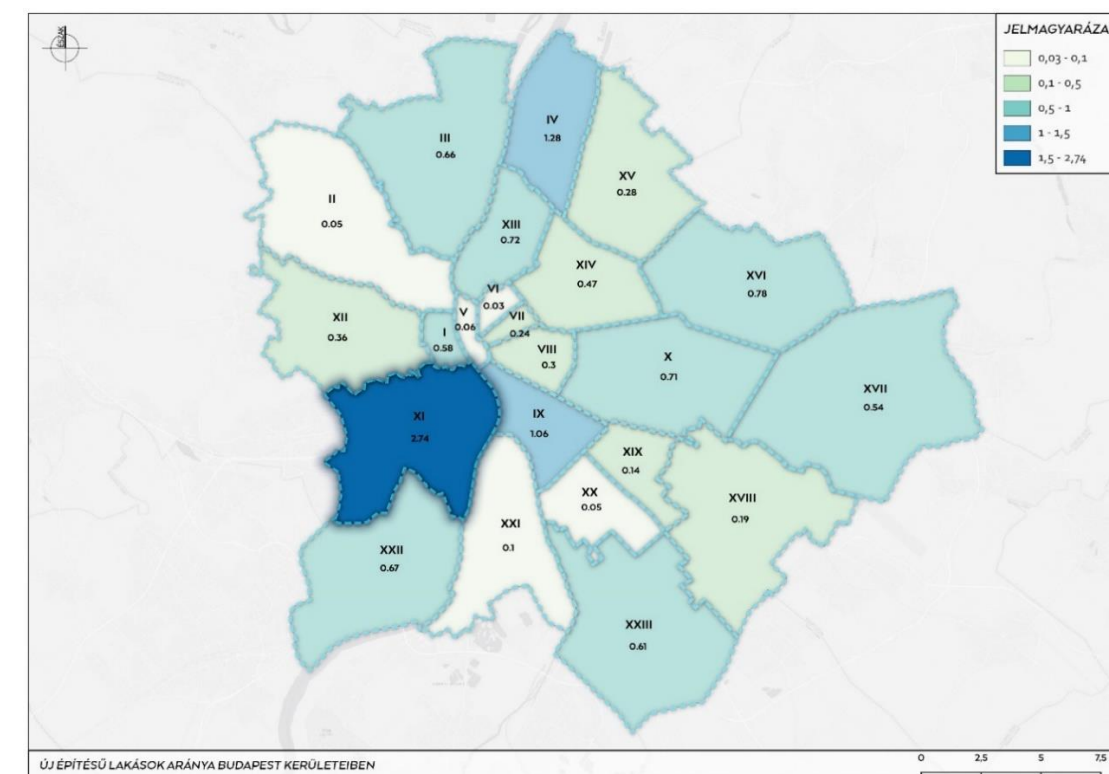 ÉSZAK
JELMAGYARÁZA
0,03 - 0,1
0,1 - 0,5
0,5 - 1
1 - 1,5
1,5 - 2,74
IV
1.28
III
0.66
XV
0.28
II
0.05
XIII
0.72
XIV
0.47
XVI
0.78
VI
0.03
V
0.06
VII
0.24
XII
0.36
I
0.58
VIII
0.3
X
0.71
XVII
0.54
XI
2.74
IX
1.06
XIX
0.14
XX
0.05
XVIII
0.19
XXI
0.1
XXII
0.67
XXIII
0.61
ÚJ ÉPÍTÉSŰ LAKÁSOK ARÁNYA BUDAPEST KERÜLETEIBEN
0 2,5 5 7,5